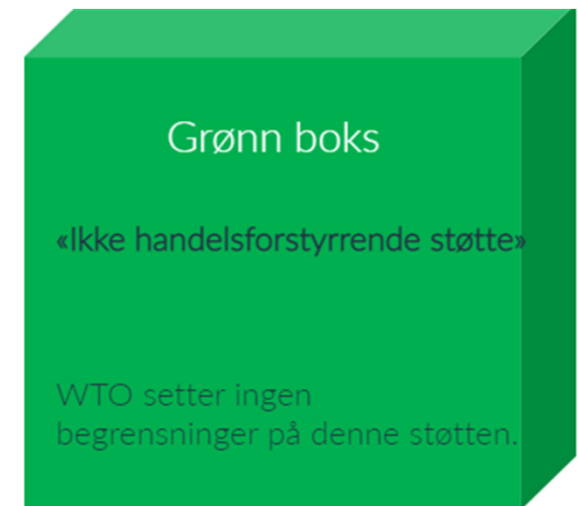 Grønn boks
«Ikke handelsforstyrrende støtte»
WTO setter ingen
begrensninger på denne støtten.